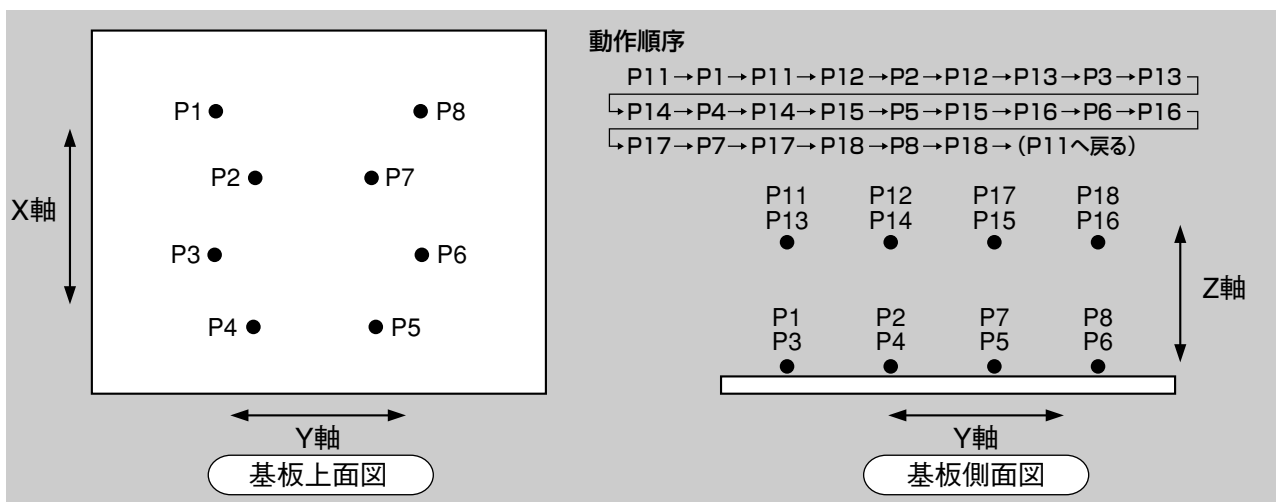 P1
P8
P2
P7
X軸
P3
P6
P4
P5
Y軸
基板上面図
動作順序
P11→P1→P11→P12→P2→P12→P13→P3→P13
→P14→P4→P14→P15→P5→P15→P16→P6→P16
→P17→P7→P17→P18→P8→P18→(P11へ戻る)
P11 P12 P17 P18
P13 P14 P15 P16
Z軸
P1 P2 P7 P8
P3 P4 P5 P6
Y軸
基板側面図